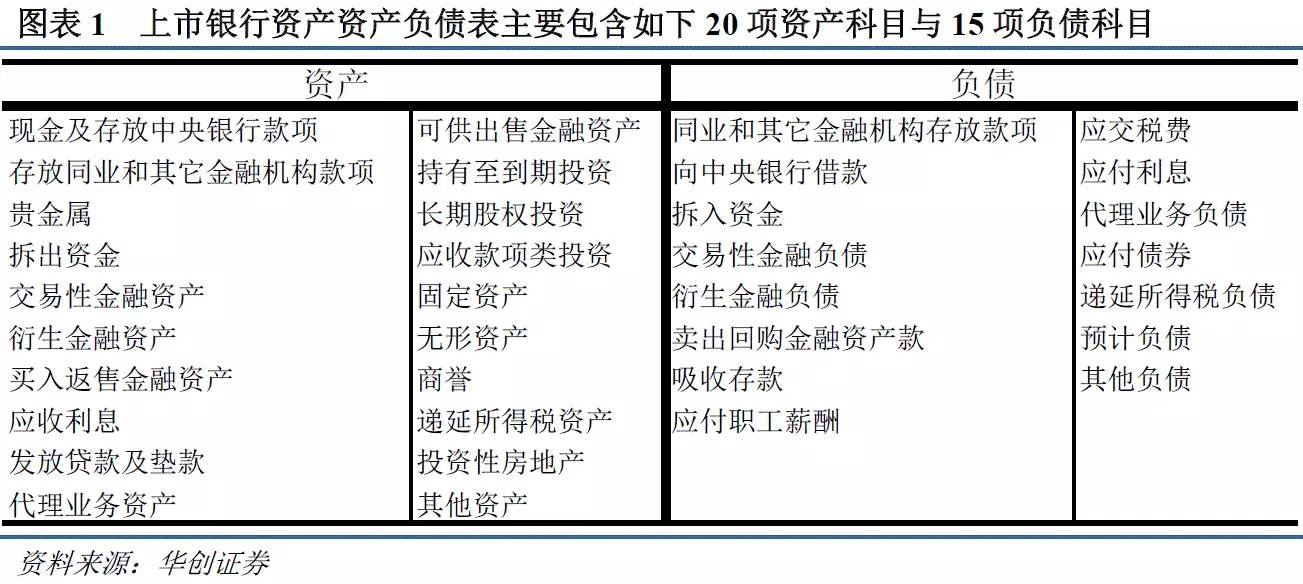 图表 1 上市银行资产资产负债表主要包含如下 20 项资产科目与 15 项负债科目
资产 负债
现金及存放中央银行款项 可供出售金融资产 同业和其它金融机构存放款项 应交税费
存放同业和其它金融机构款项 持有至到期投资 向中央银行借款 应付利息
贵金属 长期股权投资 拆入资金 代理业务负债
拆出资金 应收款项类投资 交易性金融负债 应付债券
交易性金融资产 固定资产 衍生金融负债 递延所得税负债
衍生金融资产 无形资产 卖出回购金融资产款 预计负债
买入返售金融资产 商誉 吸收存款 其他负债
应收利息 递延所得税资产 应付职工薪酬
发放贷款及垫款 投资性房地产
代理业务资产 其他资产
资料来源：华创证券